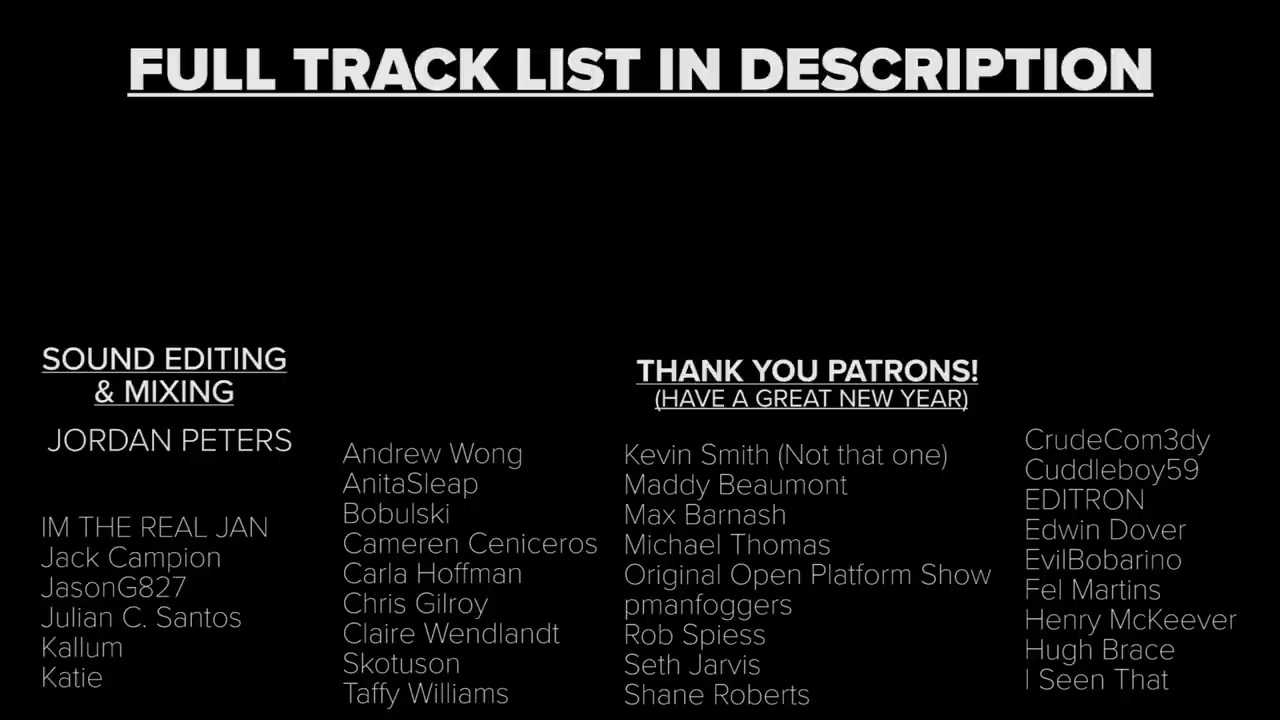 FULL TRACK LIST IN DESCRIPTION
SOUND EDITING
& MIXING
JORDAN PETERS
IM THE REAL JAN
Jack Campion
JasonG827
Julian C. Santos
Kallum
Katie
Andrew Wong
AnitaSleap
Bobulski
Cameren Ceniceros
Carla Hoffman
Chris Gilroy
Claire Wendlandt
Skotuson
Taffy Williams
THANK YOU PATRONS!
(HAVE A GREAT NEW YEAR)
Kevin Smith (Not that one)
Maddy Beaumont
Max Barnash
Michael Thomas
Original Open Platform Show
pmanfoggers
Rob Spiess
Seth Jarvis
Shane Roberts
CrudeCom3dy
Cuddleboy59
EDITRON
Edwin Dover
EvilBobarino
Fel Martins
Henry McKeever
Hugh Brace
I Seen That